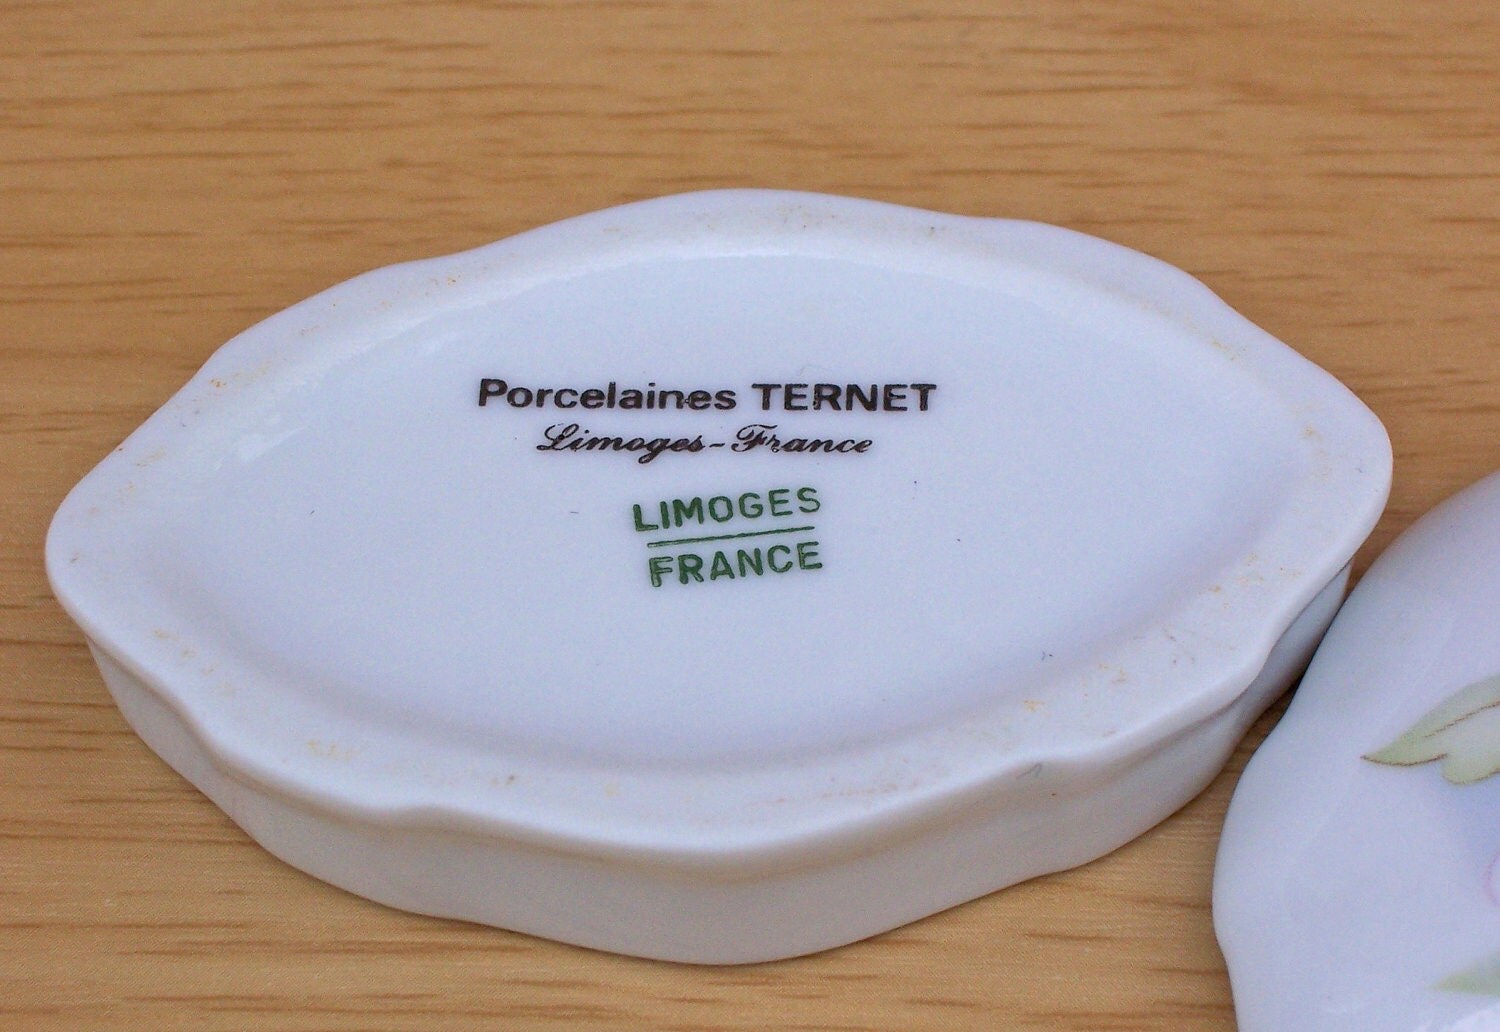 Porcelaines TERNET
Limoges-France
LIMOGES
FRANCE